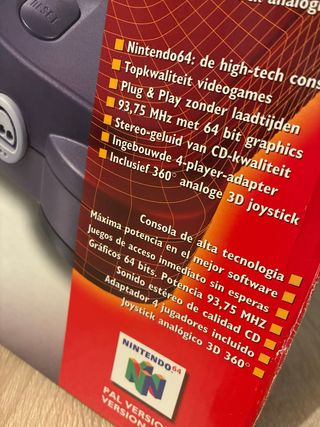 RESET
analog
Nintendo64: de high-tech cons
Topkwaliteit videogames
Plug & Play zonder laadtijden
93,75 MHz met 64 bit graphics
Stereo-geluid van CD-kwaliteit
Ingebouwde 4-player-adapter
Inclusief 360° analoge 3D joystick
Consola de alta tecnología
Máxima potencia en el mejor software
Juegos de acceso inmediato sin esperas
Gráficos 64 bits. Potencia 93,75 MHZ
Sonido estéreo de calidad CD
Adaptador 4 jugadores incluido
Joystick analógico 3D 360°
NINTENDO64
PAL VERSIO
VERSION